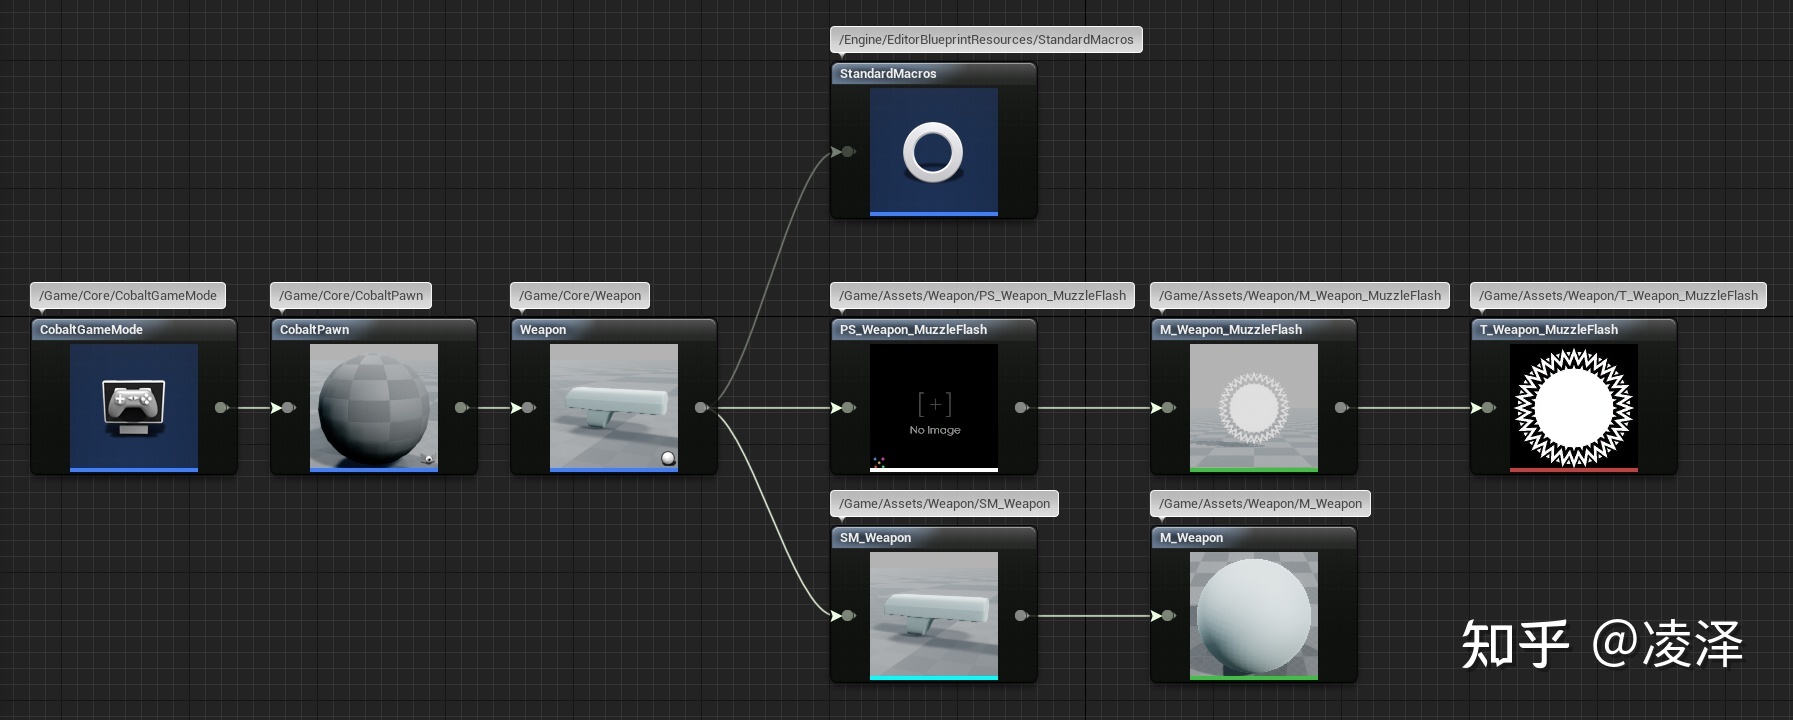 /Engine/EditorBlueprintResources/StandardMacros
StandardMacros
/Game/Core/CobaltGameMode
CobaltGameMode
/Game/Core/CobaltPawn
CobaltPawn
/Game/Core/Weapon
Weapon
/Game/Assets/Weapon/PS_Weapon_MuzzleFlash
PS_Weapon_MuzzleFlash
[+]
No Image
/Game/Assets/Weapon/M_Weapon_MuzzleFlash
M_Weapon_MuzzleFlash
/Game/Assets/Weapon/T_Weapon_MuzzleFlash
T_Weapon_MuzzleFlash
/Game/Assets/Weapon/SM_Weapon
SM_Weapon
/Game/Assets/Weapon/M_Weapon
M_Weapon
知乎 @凌泽